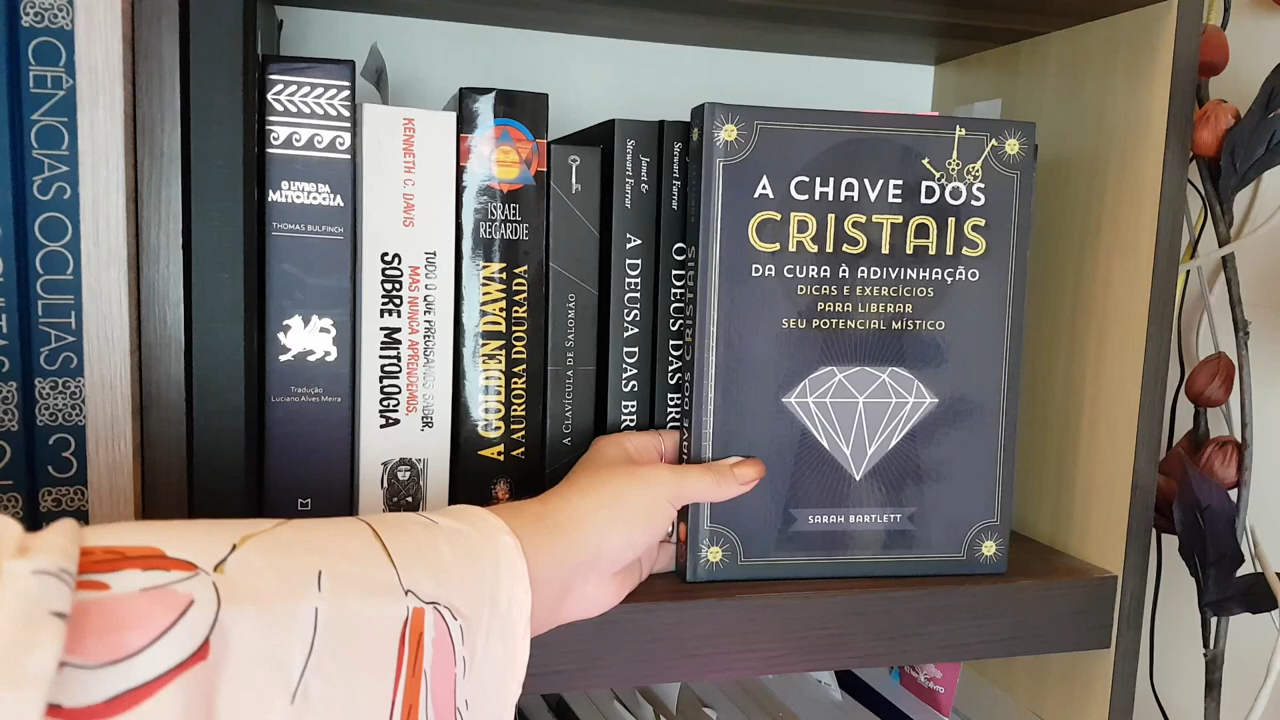 CIÊNCIAS OCULTAS
3
O LIVRO DA
MITOLOGIA
THOMAS BULFINCH
Tradução
Luciano Alves Meira
KENNETH C. DAVIS
TUDO O QUE PRECISAMOS SABER,
MAS NUNCA APRENDEMOS,
SOBRE MITOLOGIA
ISRAEL
REGARDIE
A GOLDEN DAWN
A AURORA DOURADA
A CLAVÍCULA DE SALOMÃO
Janet &
Stewart Farrar
A DEUSA DAS BR
Stewart Farrar
O DEUS DAS BRU
A CHAVE DOS
CRISTAIS
DA CURA À ADIVINHAÇÃO
DICAS E EXERCÍCIOS
PARA LIBERAR
SEU POTENCIAL MÍSTICO
SARAH BARTLETT